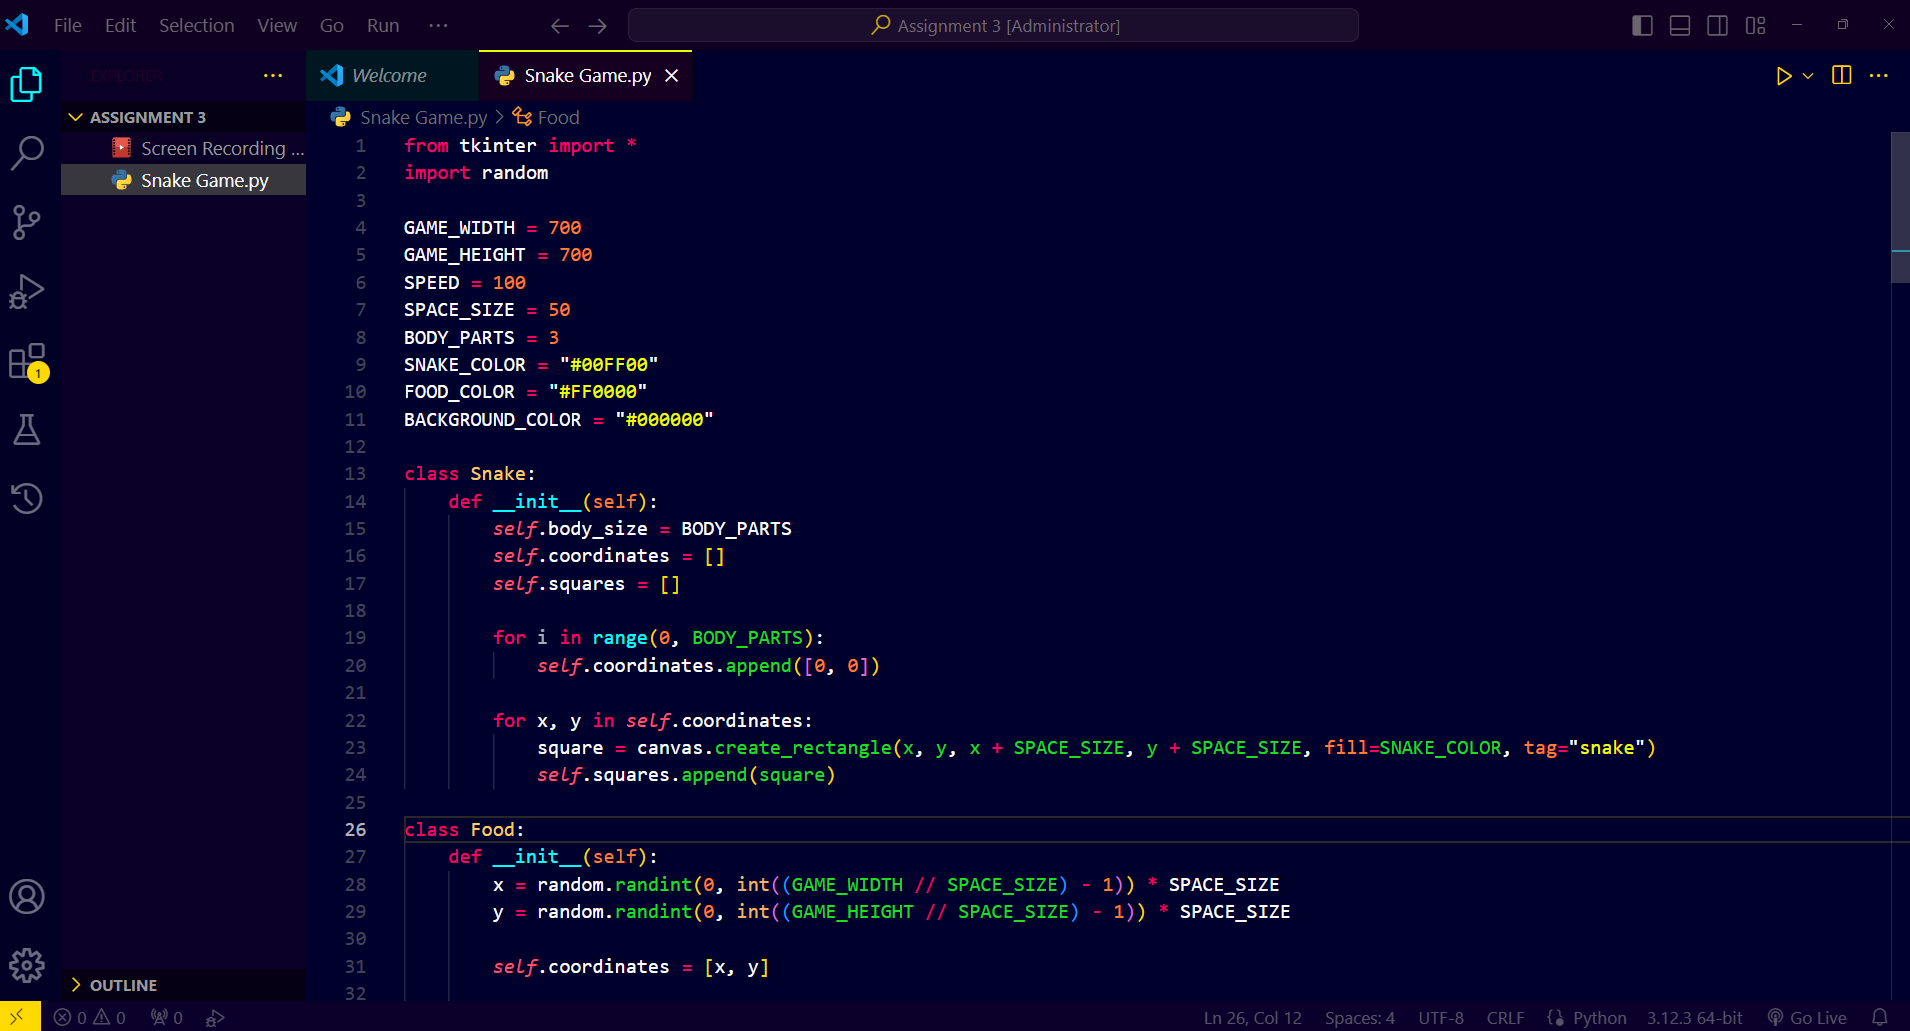 File Edit Selection View Go Run ··· ← → Assignment 3 [Administrator]
EXPLORER ···
Welcome
Snake Game.py ×
ASSIGNMENT 3
Screen Recording ...
Snake Game.py
1
OUTLINE
Snake Game.py > Food
1 from tkinter import *
2 import random
3
4 GAME_WIDTH = 700
5 GAME_HEIGHT = 700
6 SPEED = 100
7 SPACE_SIZE = 50
8 BODY_PARTS = 3
9 SNAKE_COLOR = "#00FF00"
10 FOOD_COLOR = "#FF0000"
11 BACKGROUND_COLOR = "#000000"
12
13 class Snake:
14     def __init__(self):
15         self.body_size = BODY_PARTS
16         self.coordinates = []
17         self.squares = []
18
19         for i in range(0, BODY_PARTS):
20             self.coordinates.append([0, 0])
21
22         for x, y in self.coordinates:
23             square = canvas.create_rectangle(x, y, x + SPACE_SIZE, y + SPACE_SIZE, fill=SNAKE_COLOR, tag="snake")
24             self.squares.append(square)
25
26 class Food:
27     def __init__(self):
28         x = random.randint(0, int((GAME_WIDTH // SPACE_SIZE) - 1)) * SPACE_SIZE
29         y = random.randint(0, int((GAME_HEIGHT // SPACE_SIZE) - 1)) * SPACE_SIZE
30
31         self.coordinates = [x, y]
32
0 0 0 Ln 26, Col 12 Spaces: 4 UTF-8 CRLF Python 3.12.3 64-bit Go Live